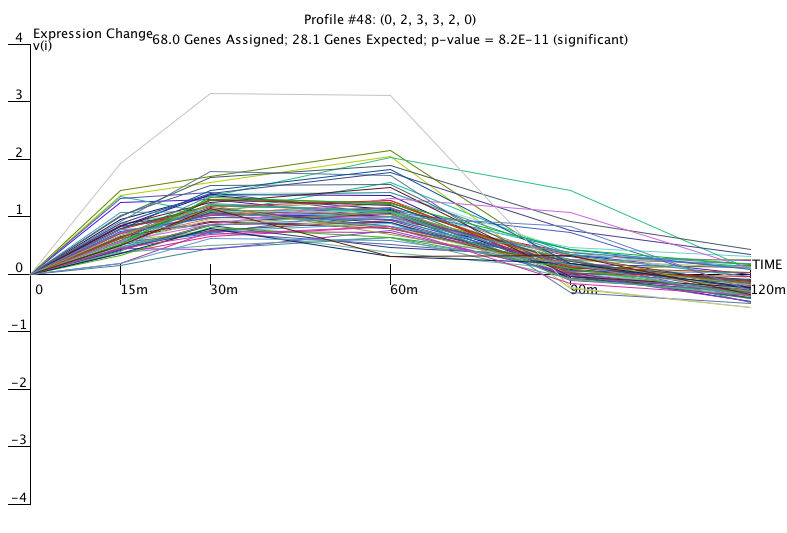 Profile #48: (0, 2, 3, 3, 2, 0)
Expression Change
v(i)
68.0 Genes Assigned; 28.1 Genes Expected; p-value = 8.2E-11 (significant)
4
3
2
1
0
-1
-2
-3
-4
0
15m
30m
60m
90m
120m
TIME